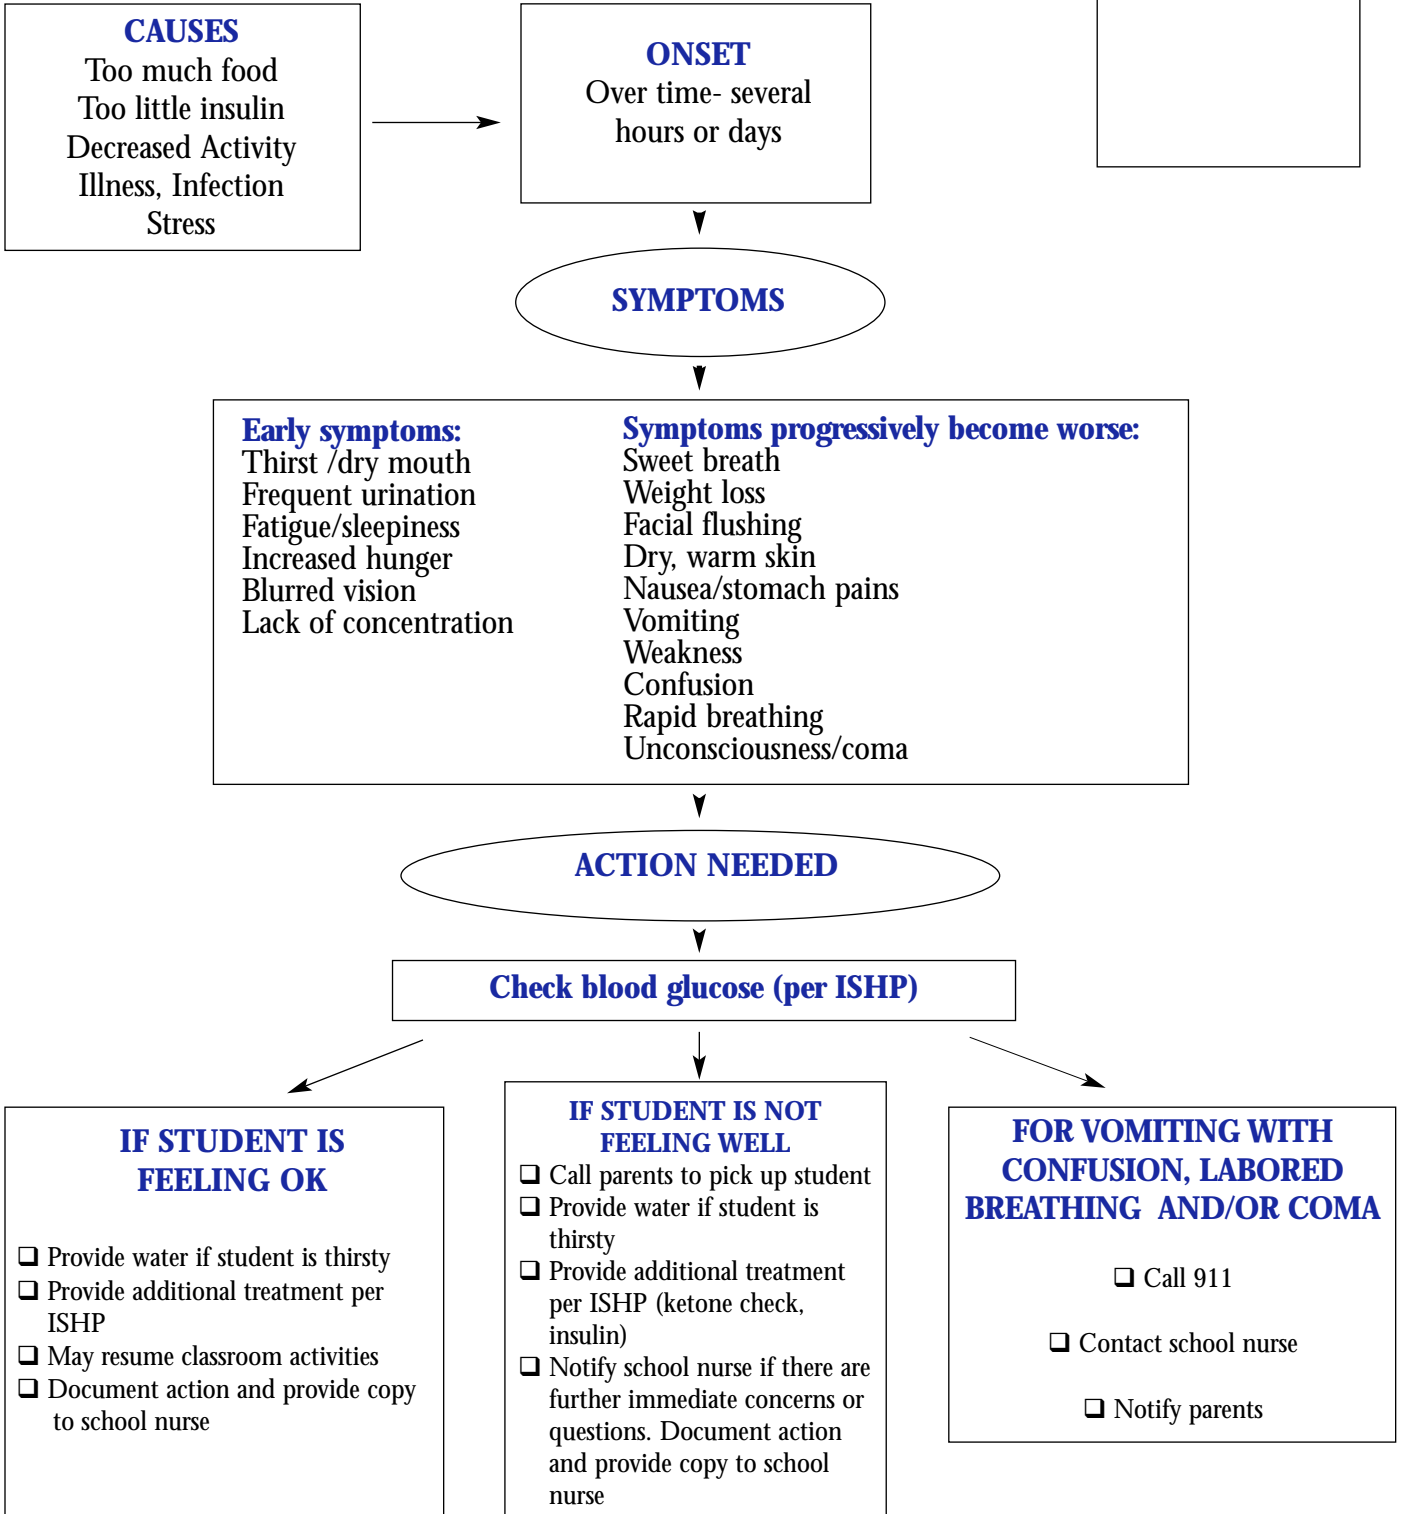 CAUSES
Too much food
Too little insulin
Decreased Activity
Illness, Infection
Stress
ONSET
Over time- several
hours or days
SYMPTOMS
Early symptoms:
Thirst /dry mouth
Frequent urination
Fatigue/sleepiness
Increased hunger
Blurred vision
Lack of concentration
Symptoms progressively become worse:
Sweet breath
Weight loss
Facial flushing
Dry, warm skin
Nausea/stomach pains
Vomiting
Weakness
Confusion
Rapid breathing
Unconsciousness/coma
ACTION NEEDED
Check blood glucose (per ISHP)
IF STUDENT IS
FEELING OK
❑ Provide water if student is thirsty
❑ Provide additional treatment per
ISHP
❑ May resume classroom activities
❑ Document action and provide copy
to school nurse
IF STUDENT IS NOT
FEELING WELL
❑ Call parents to pick up student
❑ Provide water if student is
thirsty
❑ Provide additional treatment
per ISHP (ketone check,
insulin)
❑ Notify school nurse if there are
further immediate concerns or
questions. Document action
and provide copy to school
nurse
FOR VOMITING WITH
CONFUSION, LABORED
BREATHING AND/OR COMA
❑ Call 911
❑ Contact school nurse
❑ Notify parents